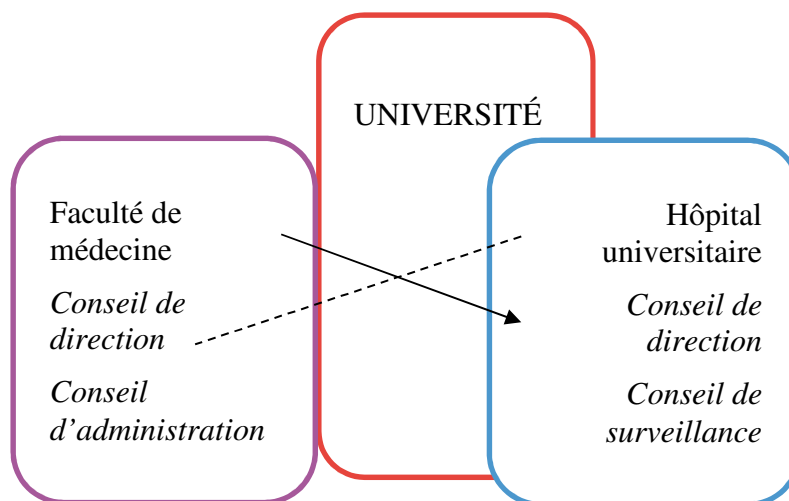 UNIVERSITÉ
Faculté de
médecine
Conseil de
direction
Conseil
d’administration
Hôpital
universitaire
Conseil de
direction
Conseil de
surveillance